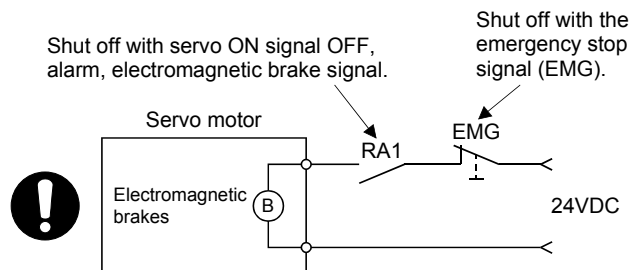 Shut off with servo ON signal OFF,
alarm, electromagnetic brake signal.
Shut off with the
emergency stop
signal (EMG).
Servo motor
RA1
EMG
Electromagnetic
brakes
B
24VDC